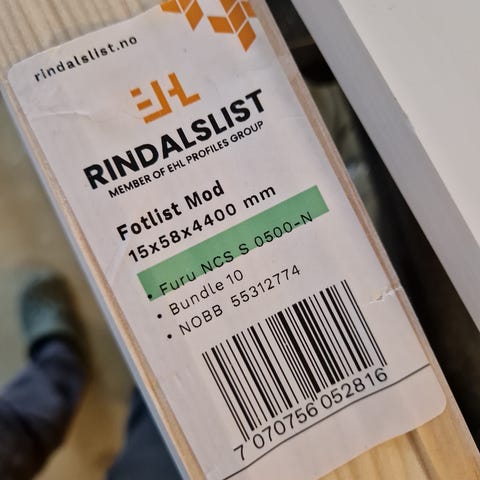 rindalslist.no
EHL
RINDALSLIST
MEMBER OF EHL PROFILES GROUP
Fotlist Mod
15x58x4400 mm
• Furu NCS S 0500-N
• Bundle 10
• NOBB 55312774
7 070756 052816